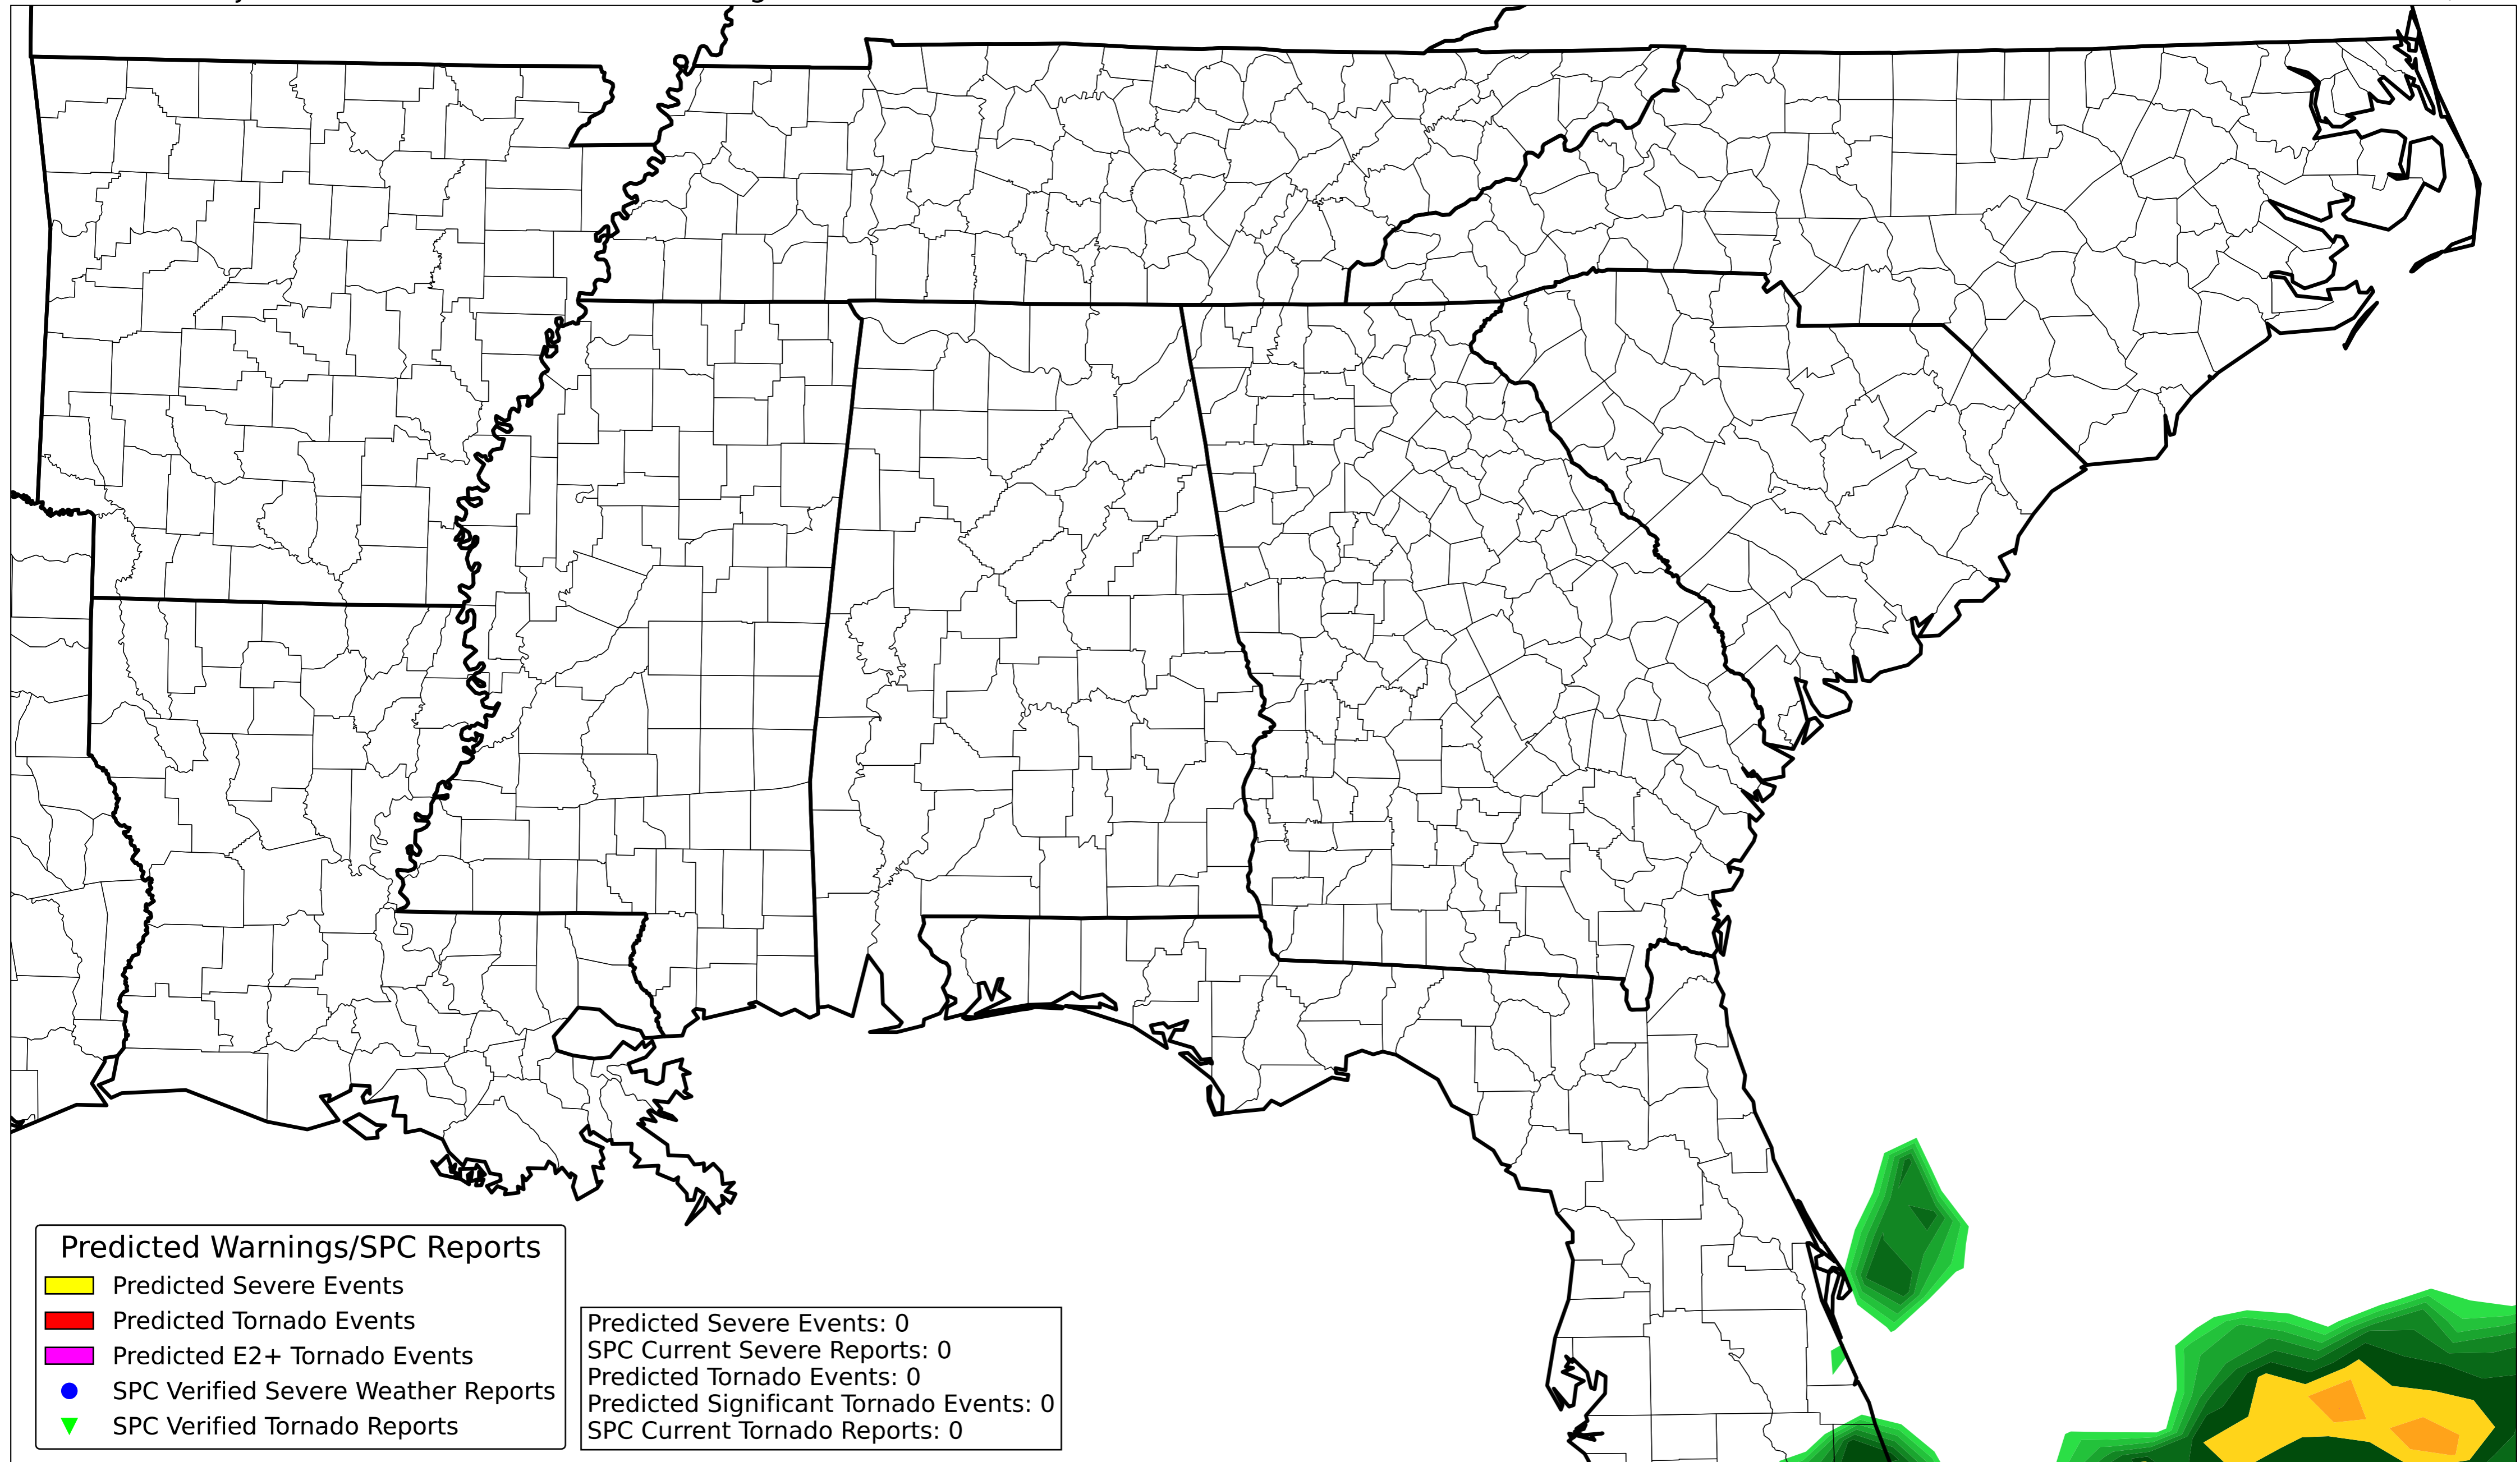 Predicted Warnings/SPC Reports
Predicted Severe Events
Predicted Tornado Events
Predicted E2+ Tornado Events
SPC Verified Severe Weather Reports
SPC Verified Tornado Reports
Predicted Severe Events: 0
SPC Current Severe Reports: 0
Predicted Tornado Events: 0
Predicted Significant Tornado Events: 0
SPC Current Tornado Reports: 0